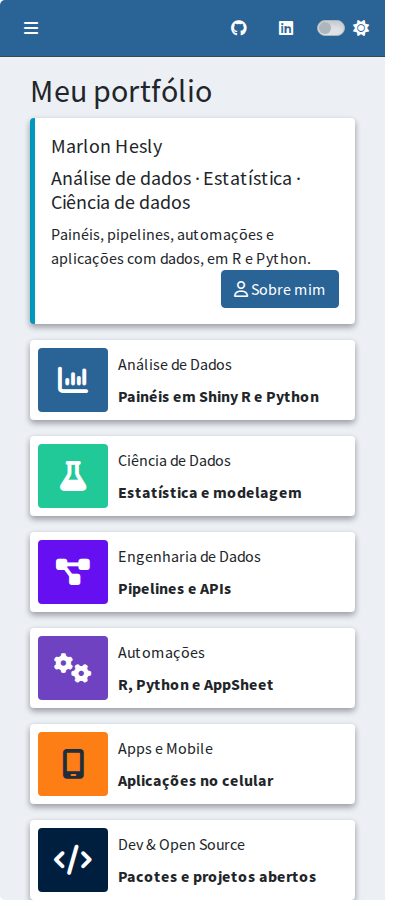 Meu portfólio
Marlon Hesly
Análise de dados · Estatística ·
Ciência de dados
Painéis, pipelines, automações e
aplicações com dados, em R e Python.
Sobre mim
Análise de Dados
Painéis em Shiny R e Python
Ciência de Dados
Estatística e modelagem
Engenharia de Dados
Pipelines e APIs
Automações
R, Python e AppSheet
Apps e Mobile
Aplicações no celular
Dev & Open Source
Pacotes e projetos abertos